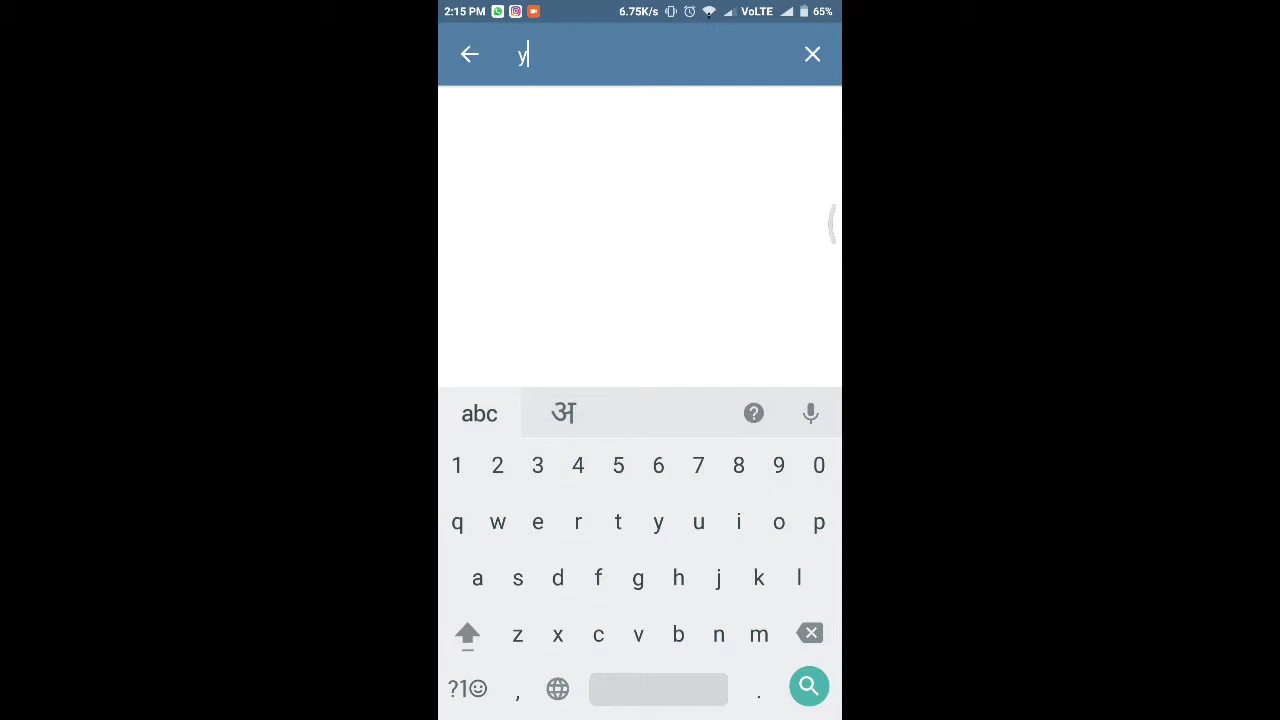 2:15 PM 6.75K/s VoLTE 65%
y
abc अ ?
1 2 3 4 5 6 7 8 9 0
q w e r t y u i o p
a s d f g h j k l
z x c v b n m
?1☺ , .